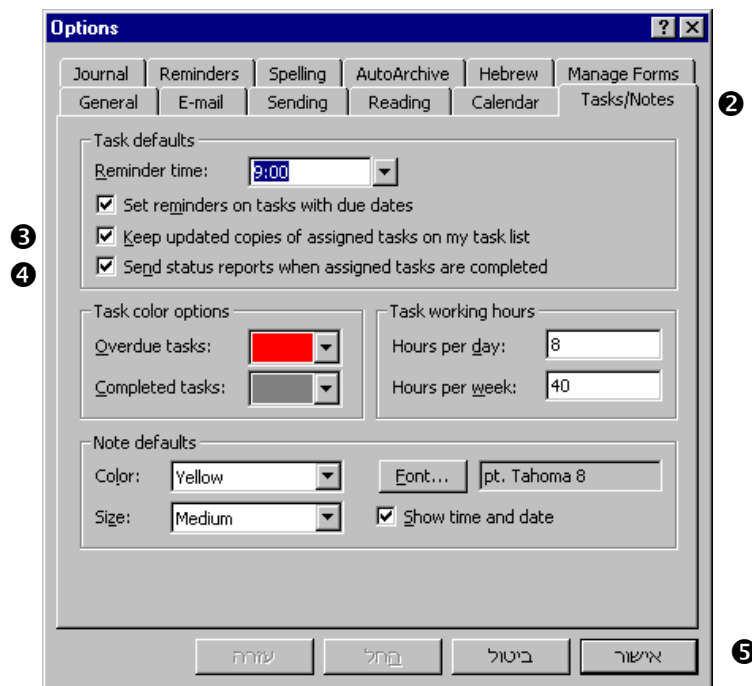 Options
Journal Reminders Spelling AutoArchive Hebrew Manage Forms
General E-mail Sending Reading Calendar Tasks/Notes ❷
Task defaults
Reminder time: 9:00
Set reminders on tasks with due dates
❸ Keep updated copies of assigned tasks on my task list
❹ Send status reports when assigned tasks are completed
Task color options Task working hours
Overdue tasks: Hours per day: 8
Completed tasks: Hours per week: 40
Note defaults
Color: Yellow Font... pt. Tahoma 8
Size: Medium Show time and date
עזרה החל ביטול אישור ❺